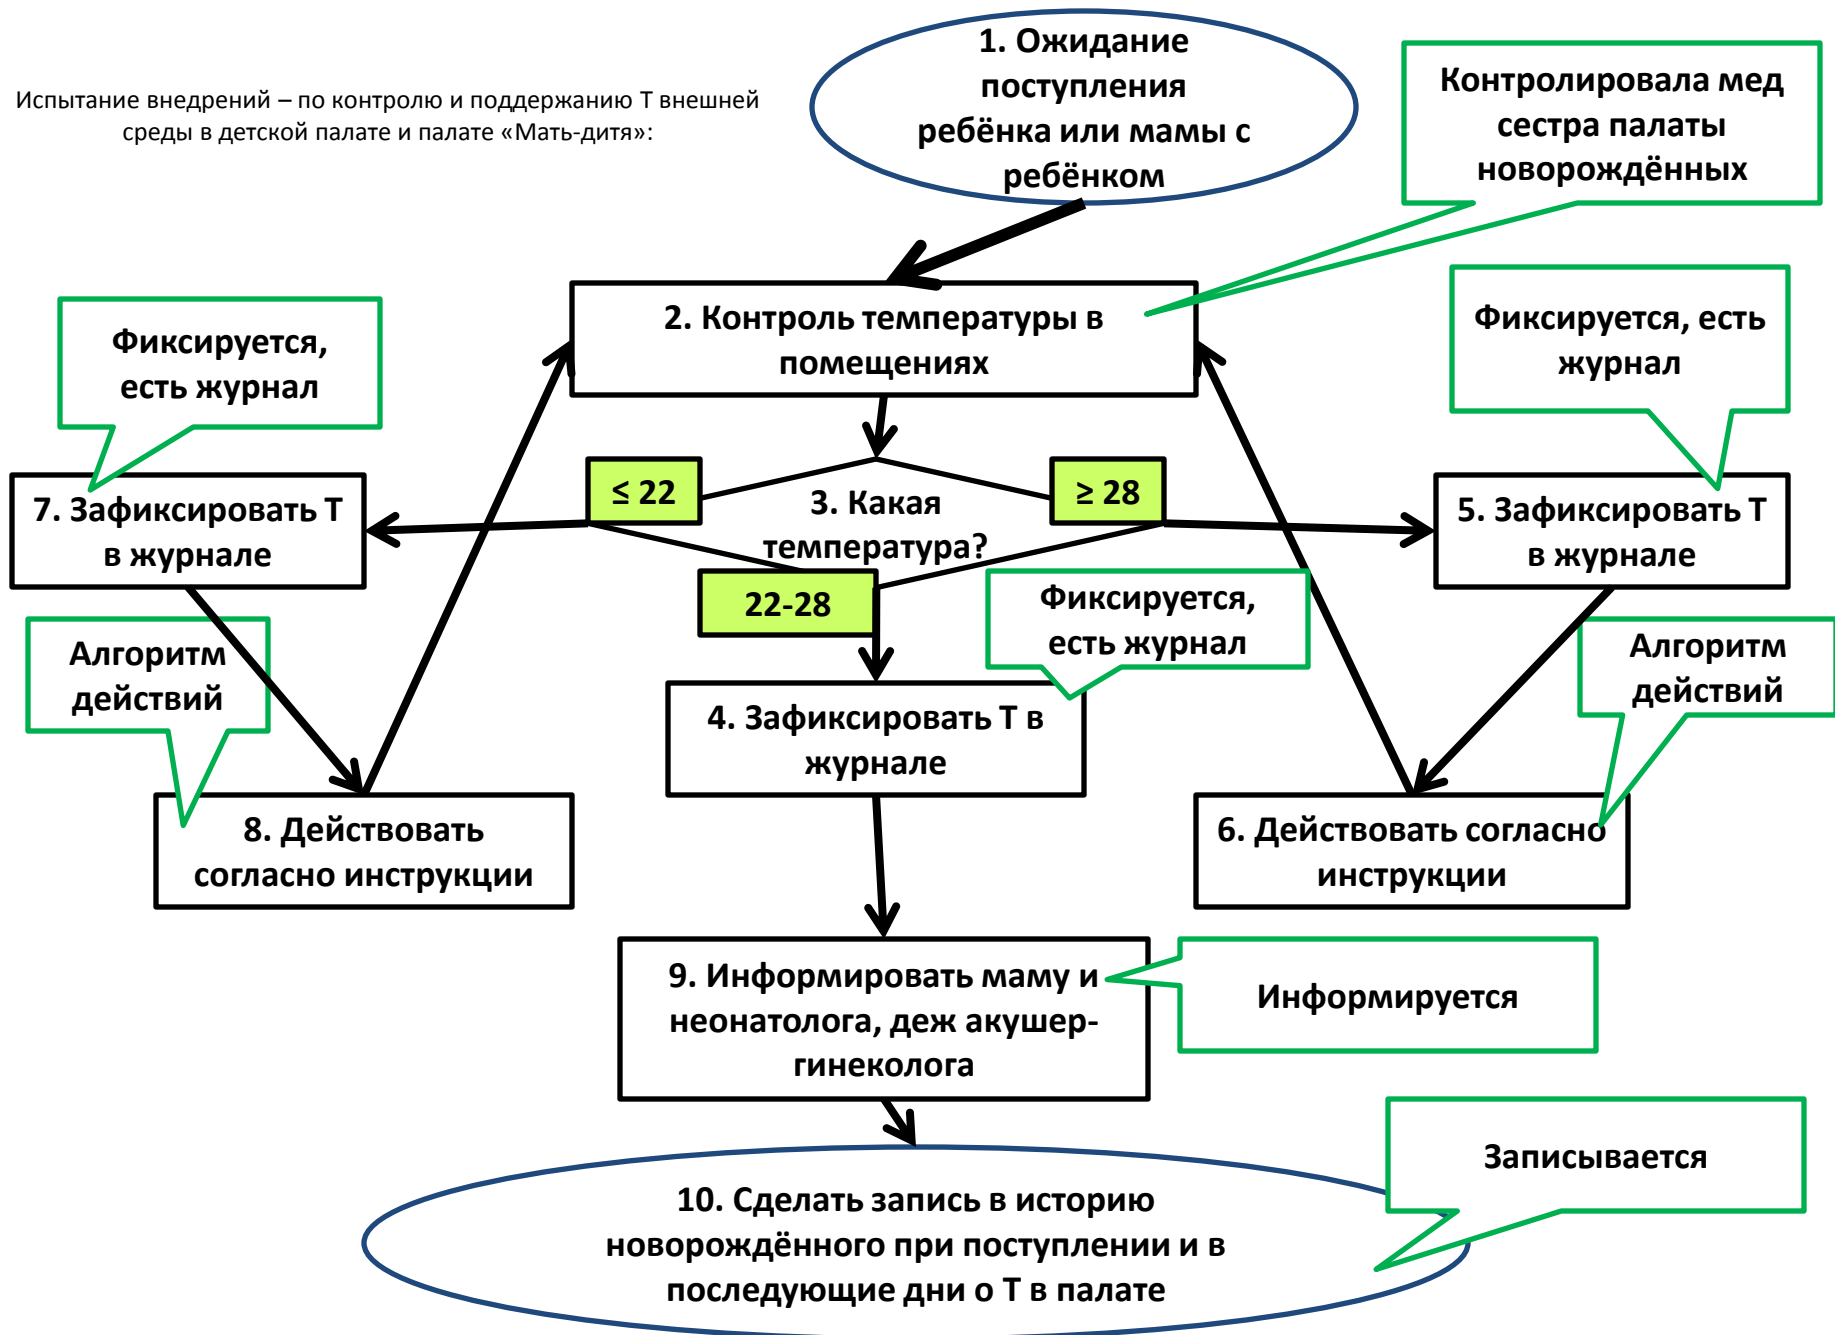 Испытание внедрений – по контролю и поддержанию Т внешней
среды в детской палате и палате «Мать-дитя»:
1. Ожидание
поступления
ребёнка или мамы с
ребёнком
Контролировала мед
сестра палаты
новорождённых
2. Контроль температуры в
помещениях
Фиксируется,
есть журнал
Фиксируется, есть
журнал
≤ 22
3. Какая
температура?
≥ 28
22-28
7. Зафиксировать Т
в журнале
5. Зафиксировать Т
в журнале
Фиксируется,
есть журнал
Алгоритм
действий
Алгоритм
действий
4. Зафиксировать Т в
журнале
8. Действовать
согласно инструкции
6. Действовать согласно
инструкции
9. Информировать маму и
неонатолога, деж акушер-
гинеколога
Информируется
Записывается
10. Сделать запись в историю
новорождённого при поступлении и в
последующие дни о Т в палате